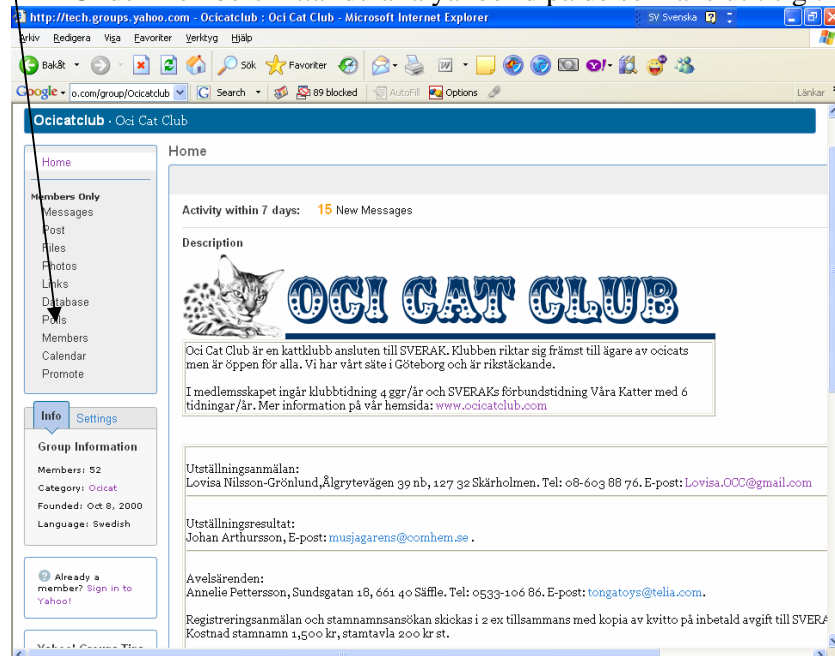 http://tech.groups.yahoo.com - Ocicatclub : Oci Cat Club - Microsoft Internet Explorer
SV Svenska
Arkiv Redigera Visa Favoriter Verktyg Hjälp
Bakåt Sök Favoriter
Google o.com/group/Ocicatclub Search 89 blocked AutoFill Options Länkar
Ocicatclub · Oci Cat Club
Home
Home
Members Only
Messages
Post
Files
Photos
Links
Database
Polls
Members
Calendar
Promote
Activity within 7 days: 15 New Messages
Description
OCI CAT CLUB
Oci Cat Club är en kattklubb ansluten till SVERAK. Klubben riktar sig främst till ägare av ocicats
men är öppen för alla. Vi har vårt säte i Göteborg och är rikstäckande.
I medlemsskapet ingår klubbtidning 4 ggr/år och SVERAKs förbundstidning Våra Katter med 6
tidningar/år. Mer information på vår hemsida: www.ocicatclub.com
Info Settings
Group Information
Members: 52
Category: Ocicat
Founded: Oct 8, 2000
Language: Swedish
Already a
member? Sign in to
Yahoo!
Utställningsanmälan:
Lovisa Nilsson-Grönlund,Ålgrytevägen 39 nb, 127 32 Skärholmen. Tel: 08-603 88 76. E-post: Lovisa.OCC@gmail.com
Utställningsresultat:
Johan Arthursson, E-post: musjagarens@comhem.se .
Avelsärenden:
Annelie Pettersson, Sundsgatan 18, 661 40 Säffle. Tel: 0533-106 86. E-post: tongatoys@telia.com.
Registreringsanmälan och stamnamnsansökan skickas i 2 ex tillsammans med kopia av kvitto på inbetald avgift till SVERA
Kostnad stamnamn 1,500 kr, stamtavla 200 kr st.